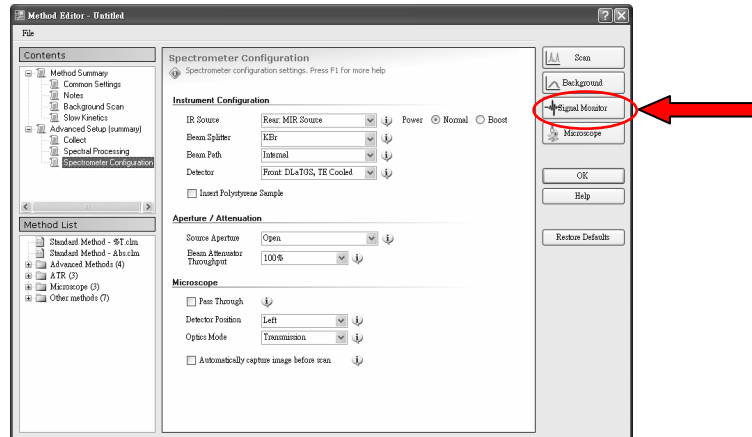 Method Editor - Untitled
File
Contents
Method Summary
Common Settings
Notes
Background Scan
Slow Kinetics
Advanced Setup (summary)
Collect
Spectral Processing
Spectrometer Configuration
Method List
Standard Method - %T.clm
Standard Method - Abs.clm
Advanced Methods (4)
ATR (3)
Microscope (3)
Other methods (7)
Spectrometer Configuration
Spectrometer configuration settings. Press F1 for more help
Instrument Configuration
IR Source Rear: MIR Source Power Normal Boost
Beam Splitter KBr
Beam Path Internal
Detector Front: DLaTGS, TE Cooled
Insert Polystyrene Sample
Aperture / Attenuation
Source Aperture Open
Beam Attenuator
Throughput 100%
Microscope
Pass Through
Detector Position Left
Optics Mode Transmission
Automatically capture image before scan
Scan
Background
Signal Monitor
Microscope
OK
Help
Restore Defaults